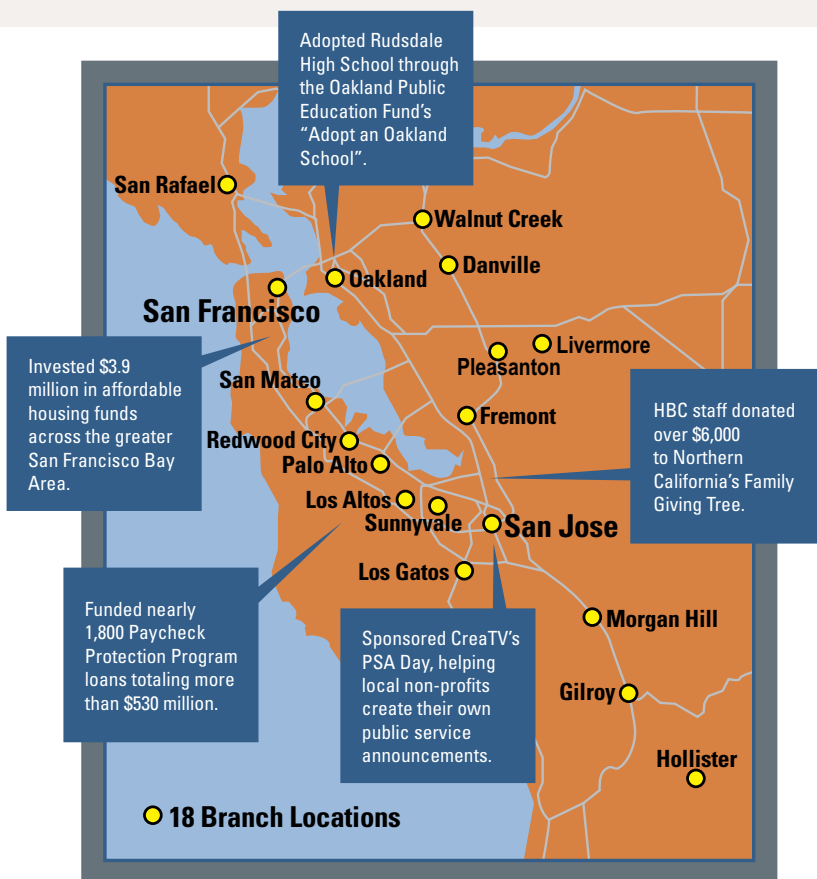 Adopted Rudsdale
High School through
the Oakland Public
Education Fund’s
“Adopt an Oakland
School”.
San Rafael
Walnut Creek
Danville
Oakland
San Francisco
Livermore
Pleasanton
Invested $3.9
million in affordable
housing funds
across the greater
San Francisco Bay
Area.
San Mateo
Fremont
HBC staff donated
over $6,000
to Northern
California’s Family
Giving Tree.
Redwood City
Palo Alto
Los Altos
Sunnyvale
San Jose
Los Gatos
Funded nearly
1,800 Paycheck
Protection Program
loans totaling more
than $530 million.
Sponsored CreaTV’s
PSA Day, helping
local non-profits
create their own
public service
announcements.
Morgan Hill
Gilroy
Hollister
18 Branch Locations